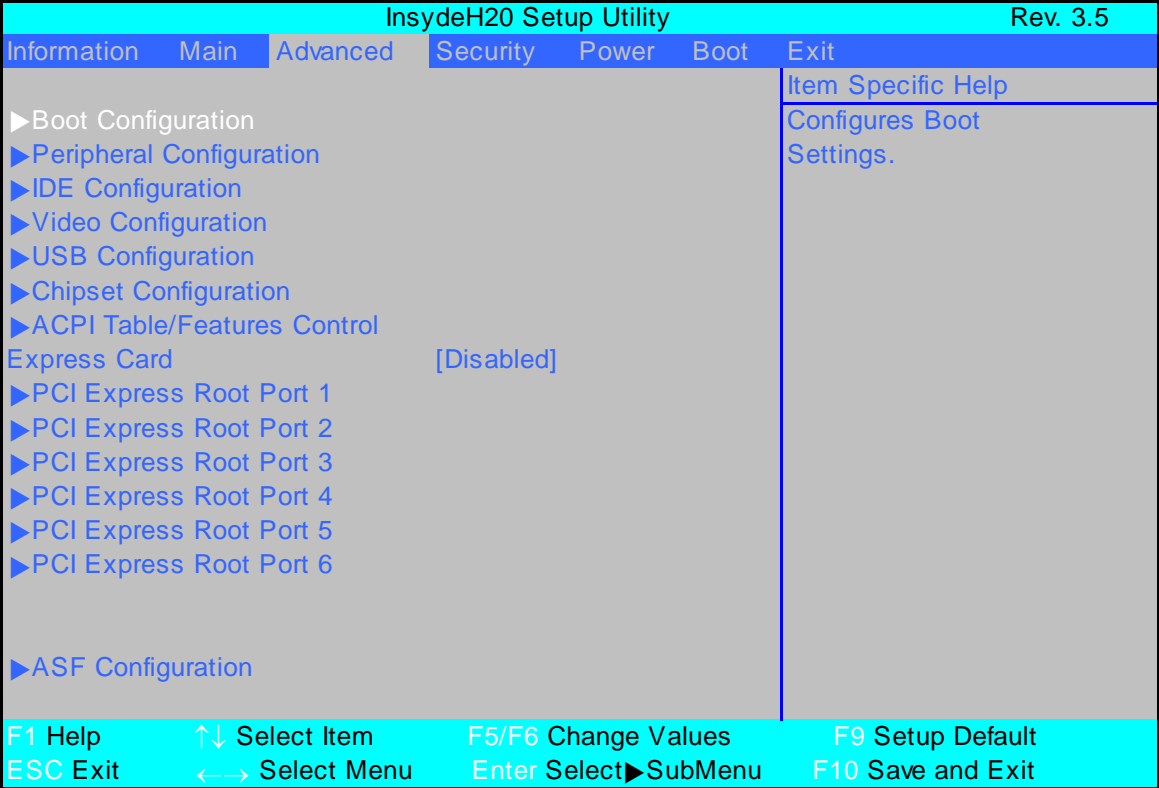 InsydeH20 Setup Utility Rev. 3.5
Information Main Advanced Security Power Boot Exit
Item Specific Help
▶Boot Configuration
Configures Boot
Settings.
▶Peripheral Configuration
▶IDE Configuration
▶Video Configuration
▶USB Configuration
▶Chipset Configuration
▶ACPI Table/Features Control
Express Card [Disabled]
▶PCI Express Root Port 1
▶PCI Express Root Port 2
▶PCI Express Root Port 3
▶PCI Express Root Port 4
▶PCI Express Root Port 5
▶PCI Express Root Port 6
▶ASF Configuration
F1 Help ↑↓ Select Item F5/F6 Change Values F9 Setup Default
ESC Exit ←→ Select Menu Enter Select▶SubMenu F10 Save and Exit